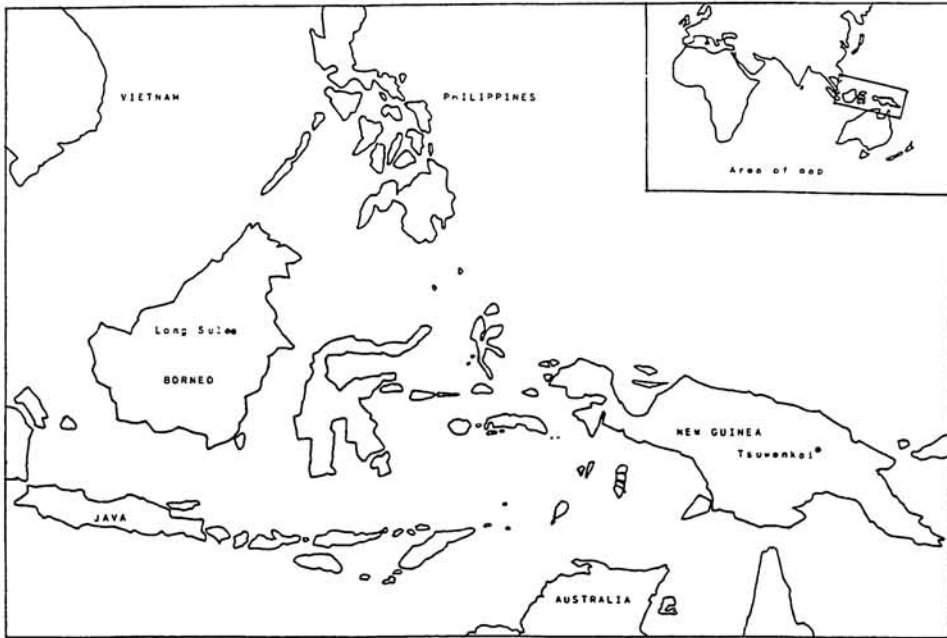 VIETNAM
PHILIPPINES
Area of map
Long Sulee
BORNEO
NEW GUINEA
Tsuwenkai
JAVA
AUSTRALIA